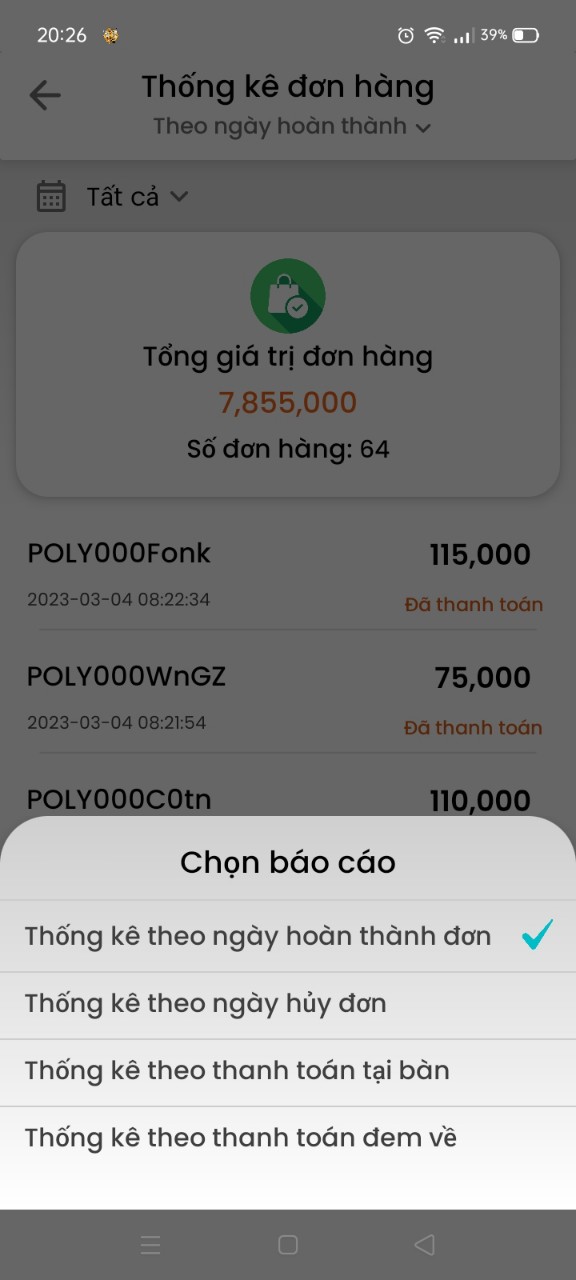 20:26
39%
Thống kê đơn hàng
Theo ngày hoàn thành
Tất cả
Tổng giá trị đơn hàng
7,855,000
Số đơn hàng: 64
POLY000Fonk
115,000
2023-03-04 08:22:34
Đã thanh toán
POLY000WnGZ
75,000
2023-03-04 08:21:54
Đã thanh toán
POLY000C0tn
110,000
Chọn báo cáo
Thống kê theo ngày hoàn thành đơn
Thống kê theo ngày hủy đơn
Thống kê theo thanh toán tại bàn
Thống kê theo thanh toán đem về